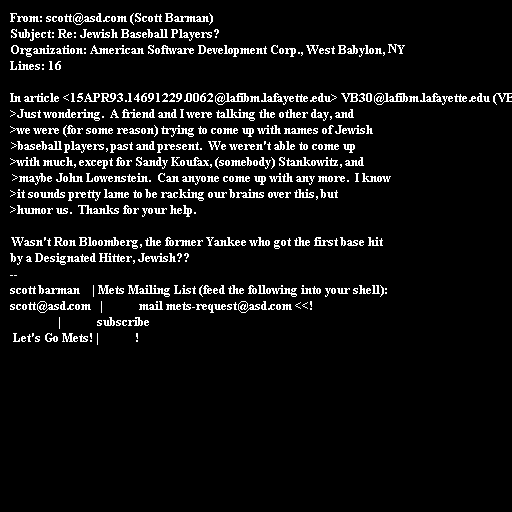 From: scott@asd.com (Scott Barman)
Subject: Re: Jewish Baseball Players?
Organization: American Software Development Corp., West Babylon, NY
Lines: 16

In article <15APR93.14691229.0062@lafibm.lafayette.edu> VB30@lafibm.lafayette.edu (VB
>Just wondering.  A friend and I were talking the other day, and
>we were (for some reason) trying to come up with names of Jewish
>baseball players, past and present.  We weren't able to come up
>with much, except for Sandy Koufax, (somebody) Stankowitz, and
>maybe John Lowenstein.  Can anyone come up with any more.  I know
>it sounds pretty lame to be racking our brains over this, but
>humor us.  Thanks for your help.

Wasn't Ron Bloomberg, the former Yankee who got the first base hit
by a Designated Hitter, Jewish??
--
scott barman    | Mets Mailing List (feed the following into your shell):
scott@asd.com   |            mail mets-request@asd.com <<!
                |            subscribe
 Let's Go Mets! |            !